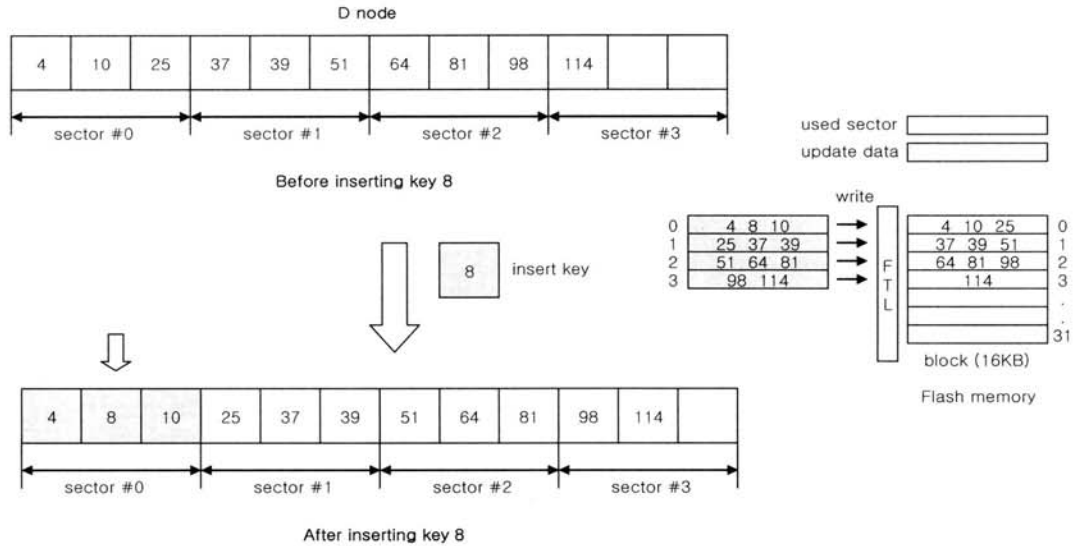 D node
4 10 25 37 39 51 64 81 98 114
sector #0 sector #1 sector #2 sector #3
Before inserting key 8
8 insert key
4 8 10 25 37 39 51 64 81 98 114
sector #0 sector #1 sector #2 sector #3
After inserting key 8
used sector
update data
write
0 4 8 10 4 10 25 0
1 25 37 39 37 39 51 1
2 51 64 81 64 81 98 2
3 98 114 114 3
FTL
.
.
31
block (16KB)
Flash memory